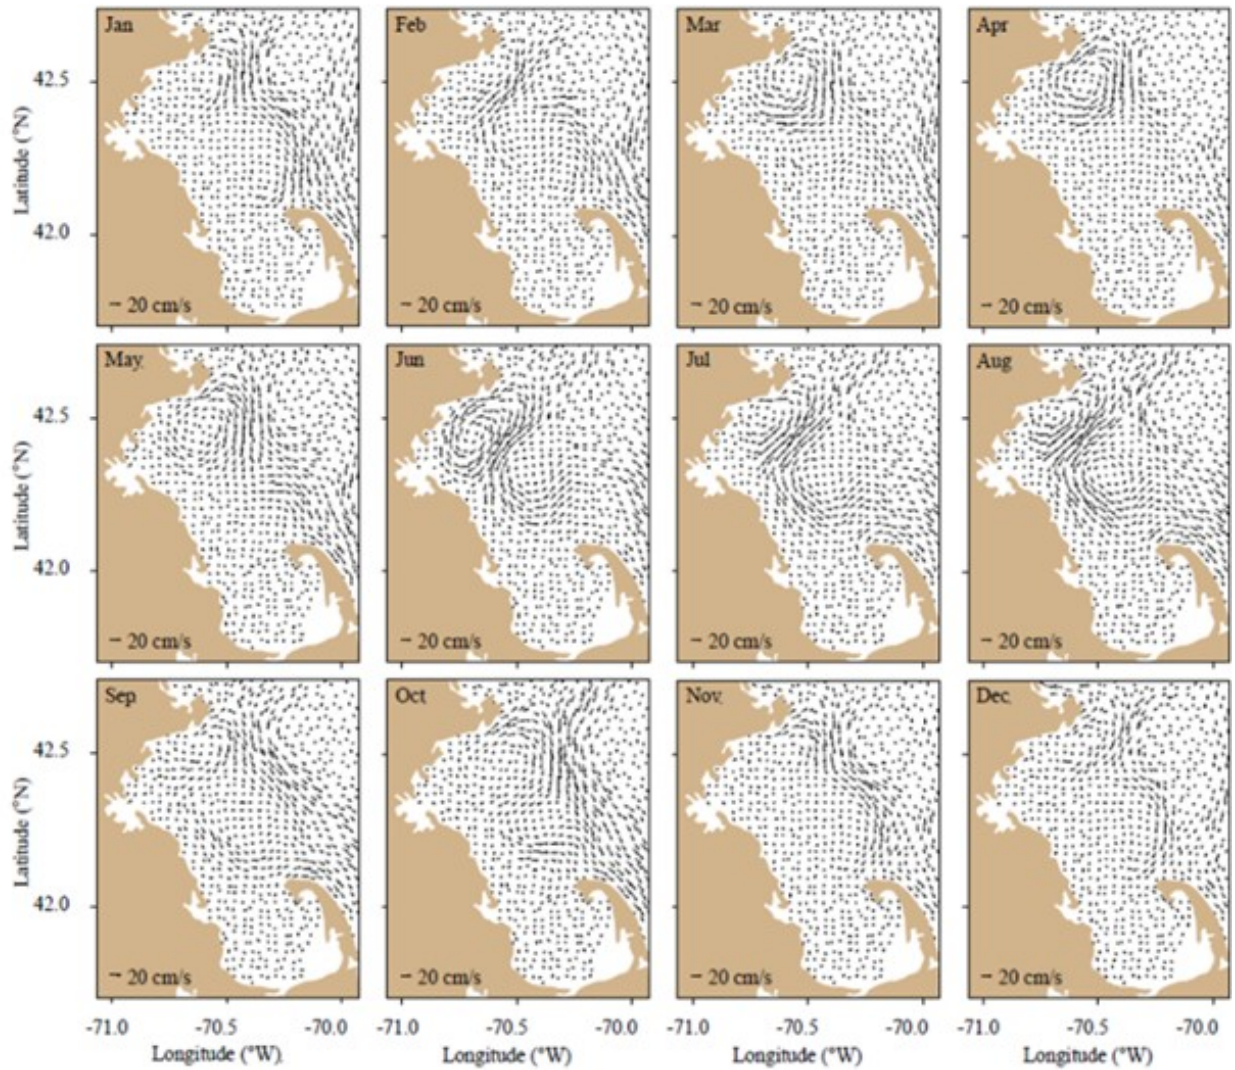 Jan
Feb
Mar
Apr
42.5
42.0
Latitude (°N)
– 20 cm/s
– 20 cm/s
– 20 cm/s
– 20 cm/s
May
Jun
Jul
Aug
42.5
42.0
Latitude (°N)
– 20 cm/s
– 20 cm/s
– 20 cm/s
– 20 cm/s
Sep
Oct
Nov
Dec
42.5
42.0
Latitude (°N)
– 20 cm/s
– 20 cm/s
– 20 cm/s
– 20 cm/s
-71.0 -70.5 -70.0 -71.0 -70.5 -70.0 -71.0 -70.5 -70.0 -71.0 -70.5 -70.0
Longitude (°W) Longitude (°W) Longitude (°W) Longitude (°W)